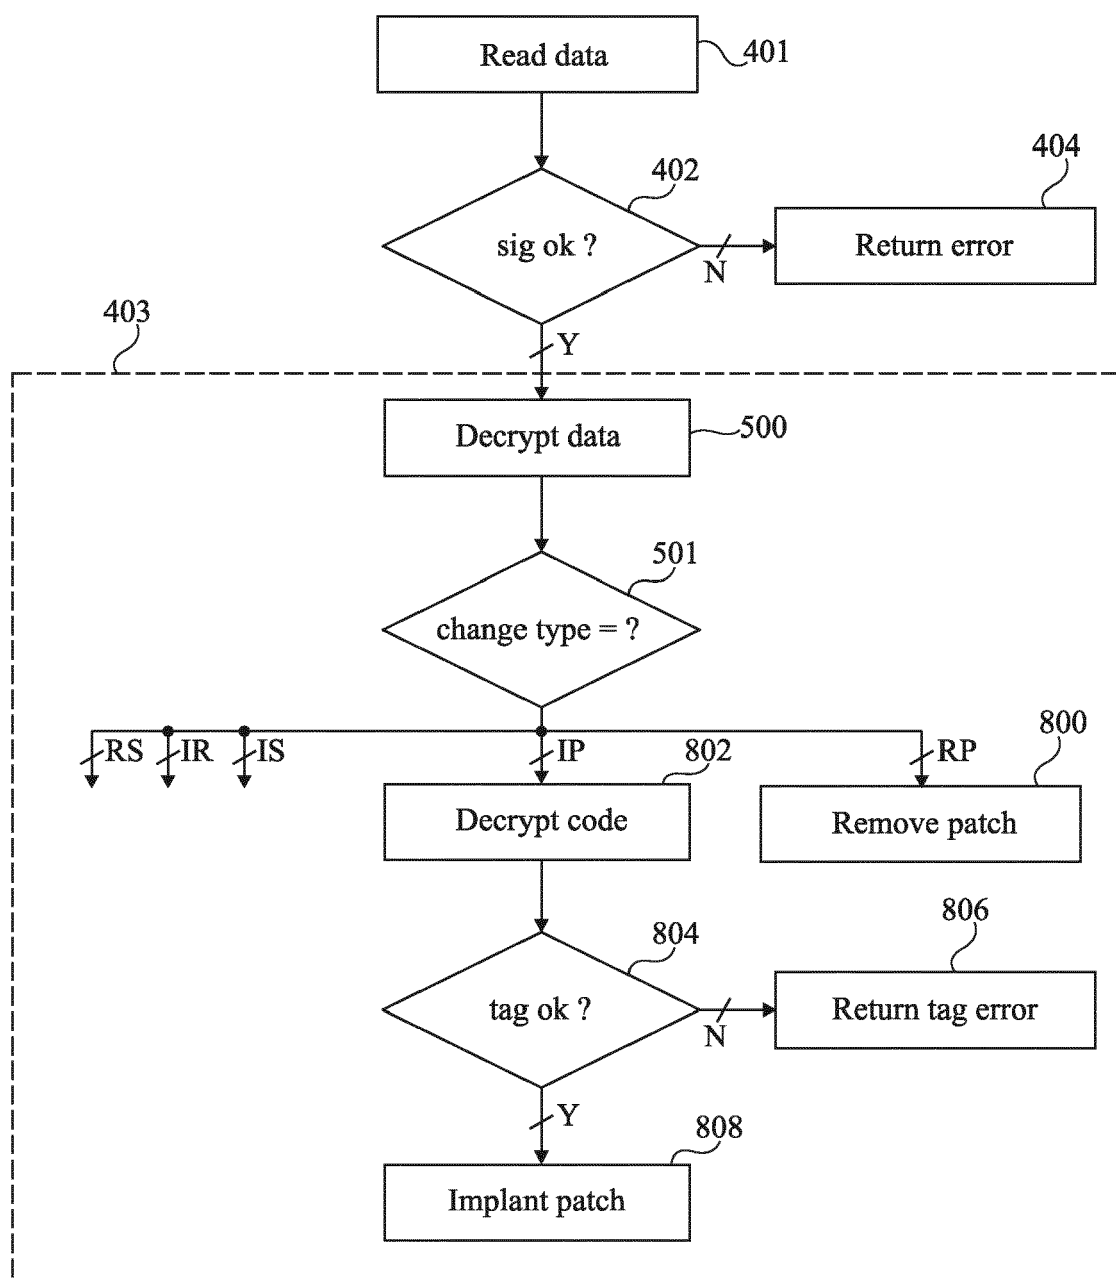 Read data
401
402
404
sig ok ?
Return error
N
403
Y
Decrypt data
500
501
change type = ?
RS
IR
IS
IP
802
RP
800
Decrypt code
Remove patch
806
804
tag ok ?
Return tag error
N
Y
808
Implant patch